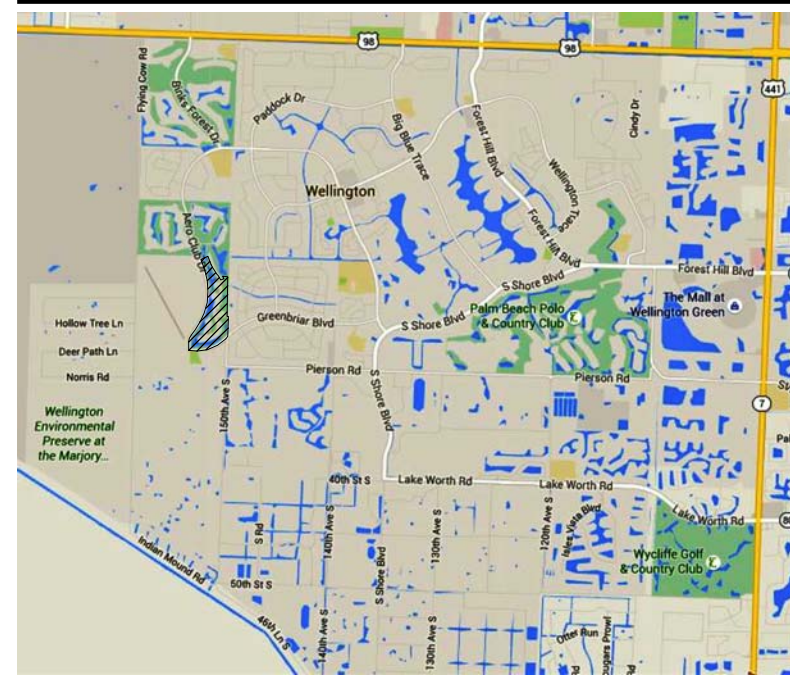 98
98
441
Flying Cow Rd
Binks Forest Dr
Paddock Dr
Big Blue Trace
Forest Hill Blvd
Cindy Dr
Wellington
Wellington Trace
Forest Hill Blvd
Aero Club D
S Shore Blvd
Forest Hill Blvd
The Mall at
Wellington Green
Palm Beach Polo
& Country Club
Hollow Tree Ln
Greenbriar Blvd
S Shore Blvd
Deer Path Ln
Norris Rd
Pierson Rd
Pierson Rd
S Shore Blvd
150th Ave S
7
Wellington
Environmental
Preserve at
the Marjory...
40th St S
Lake Worth Rd
Lake Worth Rd
Lake Worth Rd
S Rd
140th Ave S
130th Ave S
120th Ave S
Isles Vista Blvd
Indian Mound Rd
S Shore Blvd
Wycliffe Golf
& Country Club
50th St S
46th Ln S
140th Ave S
130th Ave S
Otter Run
ougars Prowl
Rd
Rd